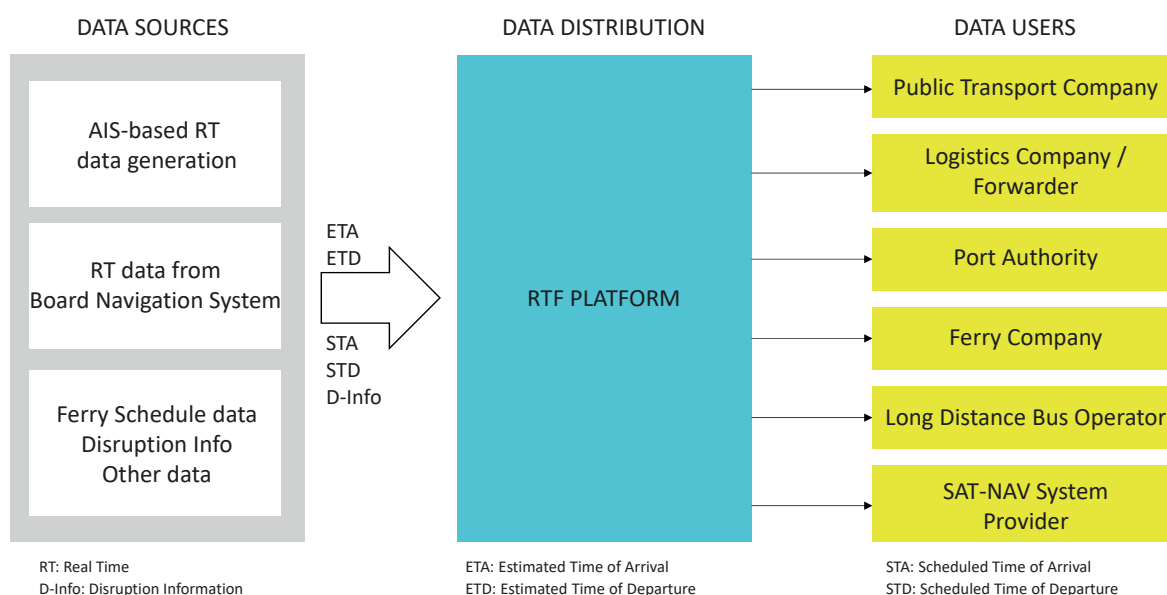 DATA SOURCES
AIS-based RT
data generation
RT data from
Board Navigation System
Ferry Schedule data
Disruption Info
Other data
ETA
ETD
STA
STD
D-Info
DATA DISTRIBUTION
RTF PLATFORM
DATA USERS
Public Transport Company
Logistics Company /
Forwarder
Port Authority
Ferry Company
Long Distance Bus Operator
SAT-NAV System
Provider
RT: Real Time
D-Info: Disruption Information
ETA: Estimated Time of Arrival
ETD: Estimated Time of Departure
STA: Scheduled Time of Arrival
STD: Scheduled Time of Departure